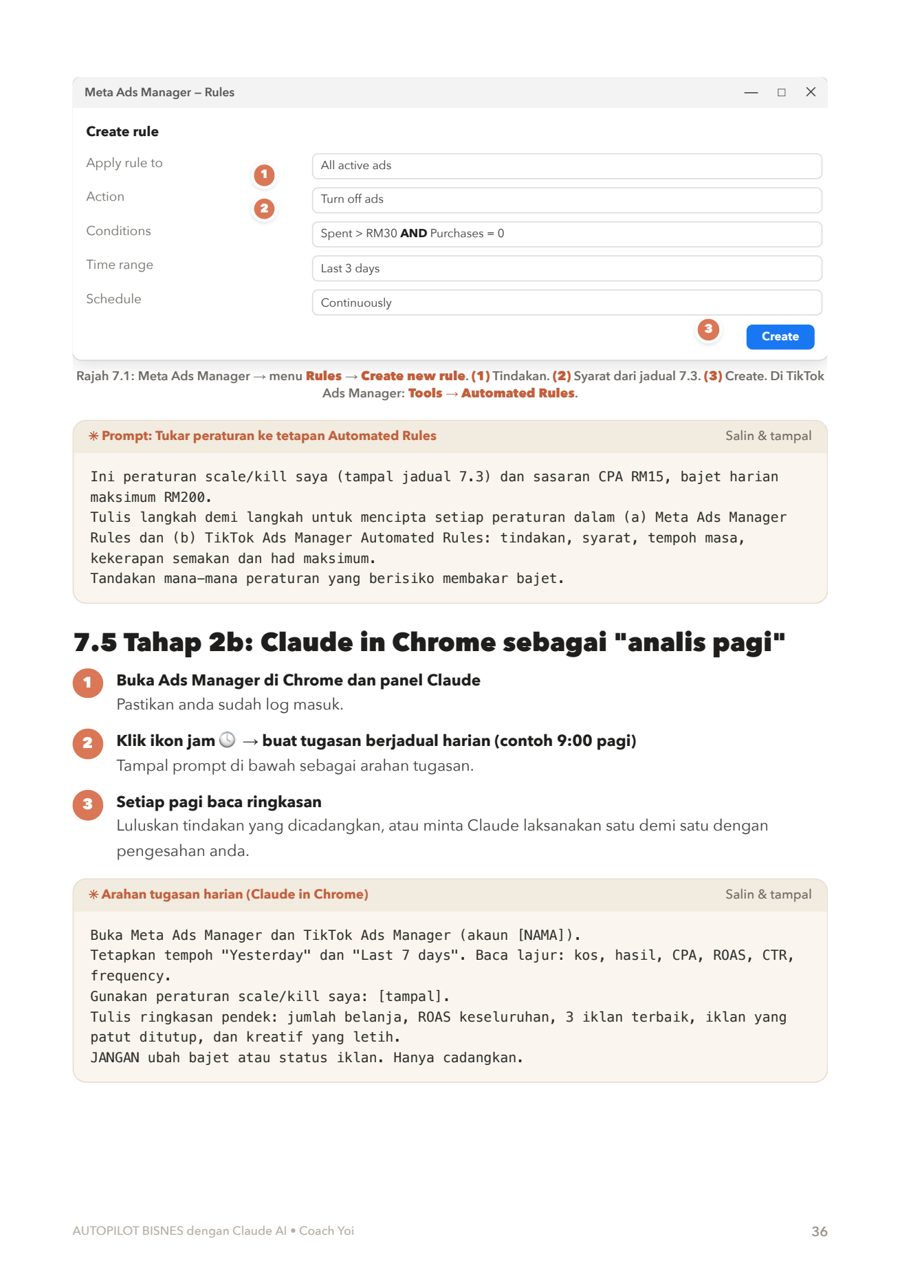 Meta Ads Manager – Rules
Create rule
Apply rule to
1
All active ads
Action
2
Turn off ads
Conditions
Spent > RM30 AND Purchases = 0
Time range
Last 3 days
Schedule
Continuously
3
Create
Rajah 7.1: Meta Ads Manager → menu Rules → Create new rule. (1) Tindakan. (2) Syarat dari jadual 7.3. (3) Create. Di TikTok
Ads Manager: Tools → Automated Rules.
✳ Prompt: Tukar peraturan ke tetapan Automated Rules
Salin & tampal
Ini peraturan scale/kill saya (tampal jadual 7.3) dan sasaran CPA RM15, bajet harian
maksimum RM200.
Tulis langkah demi langkah untuk mencipta setiap peraturan dalam (a) Meta Ads Manager
Rules dan (b) TikTok Ads Manager Automated Rules: tindakan, syarat, tempoh masa,
kekerapan semakan dan had maksimum.
Tandakan mana-mana peraturan yang berisiko membakar bajet.
7.5 Tahap 2b: Claude in Chrome sebagai "analis pagi"
1
Buka Ads Manager di Chrome dan panel Claude
Pastikan anda sudah log masuk.
2
Klik ikon jam 🕒 → buat tugasan berjadual harian (contoh 9:00 pagi)
Tampal prompt di bawah sebagai arahan tugasan.
3
Setiap pagi baca ringkasan
Luluskan tindakan yang dicadangkan, atau minta Claude laksanakan satu demi satu dengan
pengesahan anda.
✳ Arahan tugasan harian (Claude in Chrome)
Salin & tampal
Buka Meta Ads Manager dan TikTok Ads Manager (akaun [NAMA]).
Tetapkan tempoh "Yesterday" dan "Last 7 days". Baca lajur: kos, hasil, CPA, ROAS, CTR,
frequency.
Gunakan peraturan scale/kill saya: [tampal].
Tulis ringkasan pendek: jumlah belanja, ROAS keseluruhan, 3 iklan terbaik, iklan yang
patut ditutup, dan kreatif yang letih.
JANGAN ubah bajet atau status iklan. Hanya cadangkan.
AUTOPILOT BISNES dengan Claude AI • Coach Yoi
36